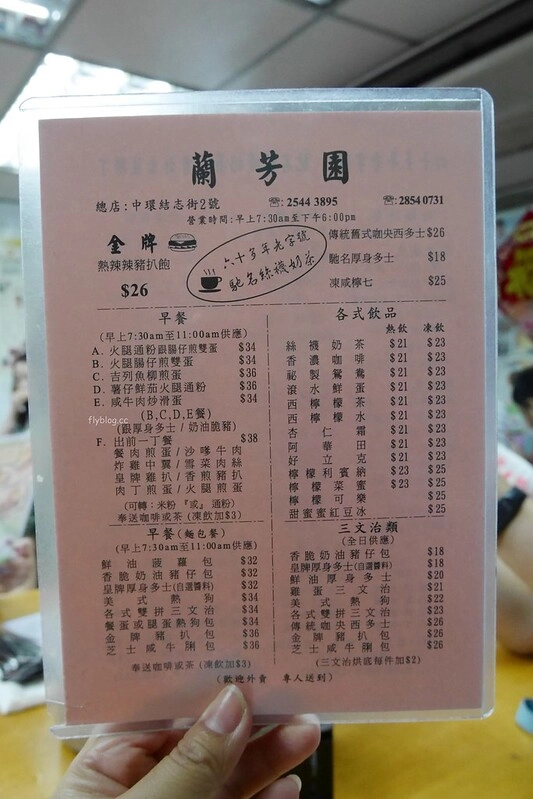 蘭芳園
總店:中環結志街2號 ☏: 2544 3895 ☏: 2854 0731
營業時間:早上7:30am至下午6:00pm
金牌
熱辣辣豬扒飽
$26
六十多年老字號
馳名絲襪奶茶
傳統舊式咖央西多士 $26
馳名厚身多士 $18
凍咸檸七 $25
早餐
(早上7:30am至11:00am供應)
A. 火腿通粉跟腸仔煎雙蛋 $34
B. 火腿腸仔煎雙蛋 $34
C. 吉列魚柳煎蛋 $36
D. 薯仔鮮茄火腿通粉 $36
E. 咸牛肉炒滑蛋 $34
(B,C,D,E餐)
(跟厚身多士/奶油脆豬)
F. 出前一丁餐 $38
餐肉煎蛋/沙嗲牛肉
炸雞中翼/雪菜肉絲
皇牌雞扒/香煎豬扒
肉丁煎蛋/火腿煎蛋
(可轉:米粉『或』通粉)
奉送咖啡或茶(凍飲加$3)
各式飲品
熱飲 凍飲
絲襪奶茶 $21 $23
香濃咖啡 $21 $23
祕製鴛鴦 $21 $23
滾水鮮蛋 $21 $23
西檸檬茶 $21 $23
西檸檬水 $21 $23
杏仁霜 $21 $23
阿華田 $21 $23
好立克 $21 $23
檸檬利賓納 $23 $25
檸檬菜蜜 $23 $25
檸檬可樂 $25
甜蜜蜜紅豆冰 $25
早餐(麵包餐)
(早上7:30am至11:00am供應)
鮮油菠蘿包 $32
香脆奶油豬仔包 $32
皇牌厚身多士(自選醬料) $32
美式熱狗 $34
各式雙拼三文治 $34
餐蛋或腿蛋熱狗包 $34
金牌豬扒包 $36
芝士咸牛脷包 $36
奉送咖啡或茶(凍飲加$3)
三文治類
(全日供應)
香脆奶油豬仔包 $18
皇牌厚身多士(自選醬料) $18
鮮油厚多士 $20
雞蛋三文治 $21
美式熱狗 $22
各式雙拼三文治 $23
傳統咖央西多士 $26
金牌豬扒包 $26
芝士咸牛脷包 $26
(三文治烘底每件加$2)
(歡迎外賣 專人送到)
flyblog.cc